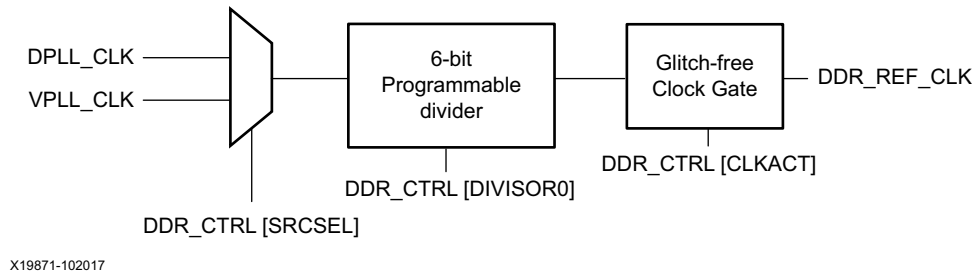 DPLL_CLK
VPLL_CLK
6-bit
Programmable
divider
Glitch-free
Clock Gate
DDR_REF_CLK
DDR_CTRL [CLKACT]
DDR_CTRL [DIVISOR0]
DDR_CTRL [SRCSEL]
X19871-102017